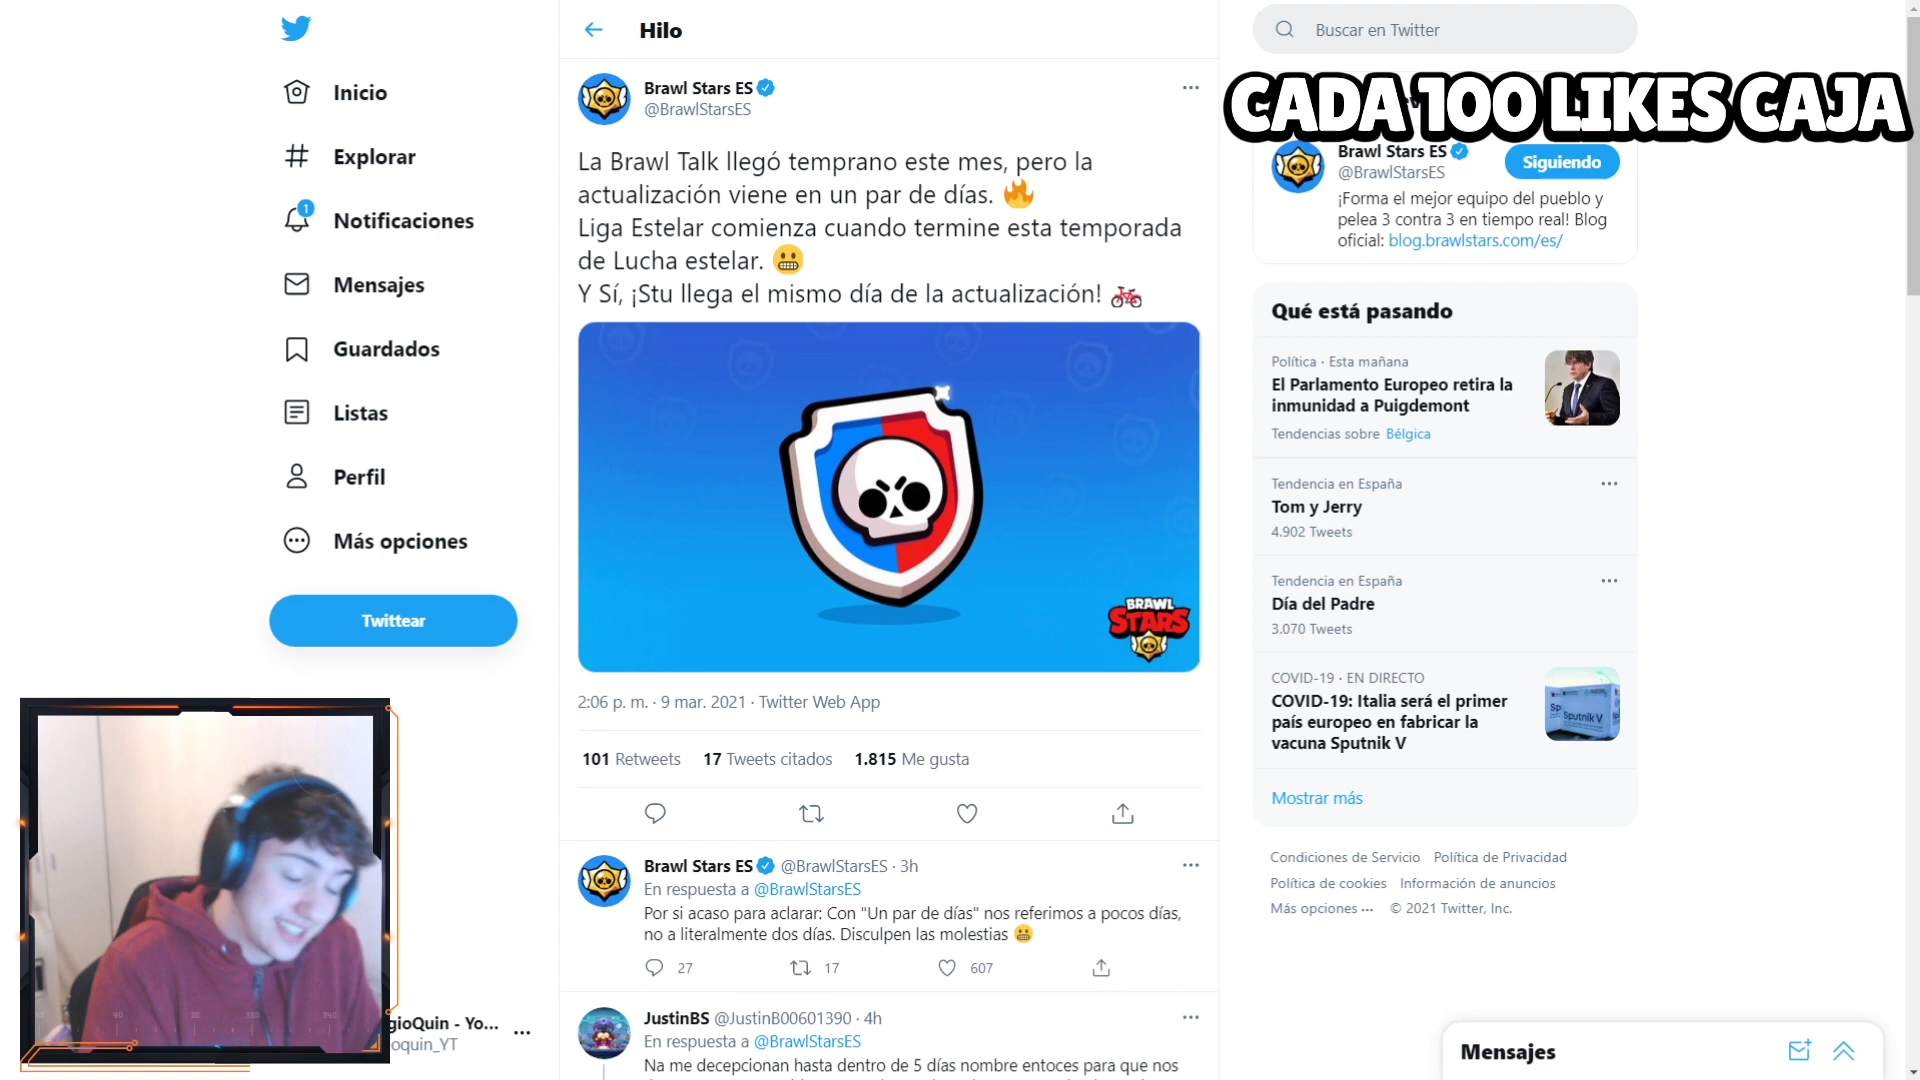 Inicio
Explorar
1
Notificaciones
Mensajes
Guardados
Listas
Perfil
Más opciones
Twittear
gioQuin - Yo...
oquin_YT
Hilo
Brawl Stars ES
@BrawlStarsES
La Brawl Talk llegó temprano este mes, pero la
actualización viene en un par de días. 🔥
Liga Estelar comienza cuando termine esta temporada
de Lucha estelar. 😬
Y Sí, ¡Stu llega el mismo día de la actualización! 🚲
BRAWL
STARS
2:06 p. m. · 9 mar. 2021 · Twitter Web App
101 Retweets 17 Tweets citados 1.815 Me gusta
Brawl Stars ES @BrawlStarsES · 3h
En respuesta a @BrawlStarsES
Por si acaso para aclarar: Con "Un par de días" nos referimos a pocos días,
no a literalmente dos días. Disculpen las molestias 😬
27 17 607
JustinBS @JustinB00601390 · 4h
En respuesta a @BrawlStarsES
Na me decepcionan hasta dentro de 5 días nombre entoces para que nos
Buscar en Twitter
CADA 100 LIKES CAJA
Brawl Stars ES
@BrawlStarsES
Siguiendo
¡Forma el mejor equipo del pueblo y
pelea 3 contra 3 en tiempo real! Blog
oficial: blog.brawlstars.com/es/
Qué está pasando
Política · Esta mañana
El Parlamento Europeo retira la
inmunidad a Puigdemont
Tendencias sobre Bélgica
Tendencia en España
Tom y Jerry
4.902 Tweets
Tendencia en España
Día del Padre
3.070 Tweets
COVID-19 · EN DIRECTO
COVID-19: Italia será el primer
país europeo en fabricar la
vacuna Sputnik V
Sputnik V
Mostrar más
Condiciones de Servicio Política de Privacidad
Política de cookies Información de anuncios
Más opciones ··· © 2021 Twitter, Inc.
Mensajes